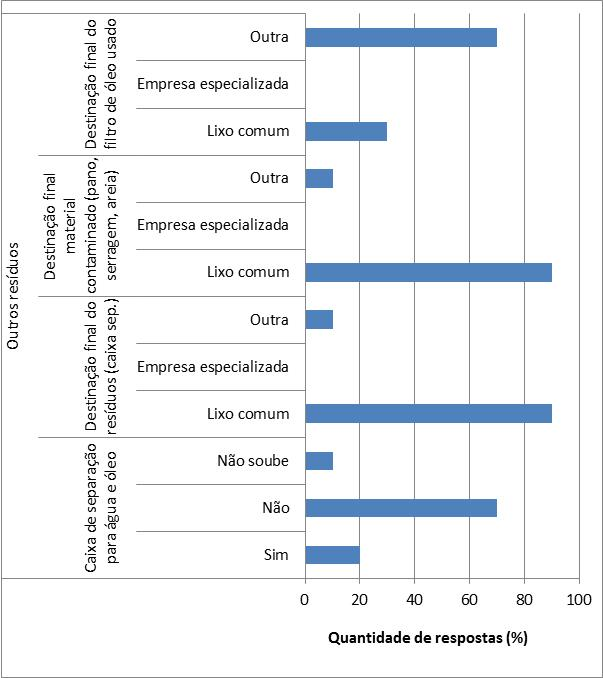 Outros resíduos
Destinação final do
filtro de óleo usado
Outra
Empresa especializada
Lixo comum
Destinação final
material
contaminado (pano,
serragem, areia)
Outra
Empresa especializada
Lixo comum
Destinação final do
resíduos (caixa sep.)
Outra
Empresa especializada
Lixo comum
Caixa de separação
para água e óleo
Não soube
Não
Sim
0 20 40 60 80 100
Quantidade de respostas (%)